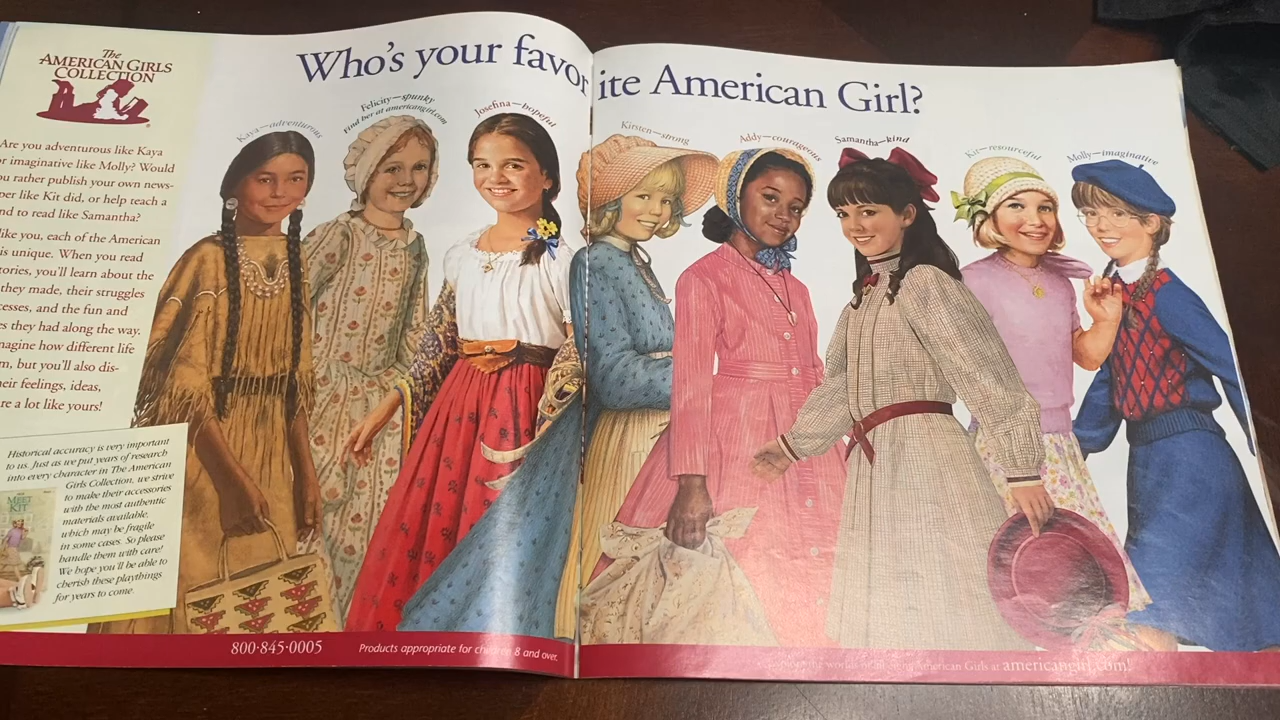 The
AMERICAN GIRLS
COLLECTION
Who's your favorite American Girl?
Are you adventurous like Kaya
or imaginative like Molly? Would
you rather publish your own news-
per like Kit did, or help teach a
nd to read like Samantha?
like you, each of the American
is unique. When you read
tories, you'll learn about the
they made, their struggles
cesses, and the fun and
es they had along the way.
magine how different life
m, but you'll also dis-
heir feelings, ideas,
re a lot like yours!
Kaya—adventurous
Felicity—spunky
Find her at americangirl.com
Josefina—hopeful
Kirsten—strong
Addy—courageous
Samantha—kind
Kit—resourceful
Molly—imaginative
Historical accuracy is very important
to us. Just as we put years of research
into every character in The American
Girls Collection, we strive
to make their accessories
with the most authentic
materials available,
which may be fragile
in some cases. So please
handle them with care!
We hope you'll be able to
cherish these playthings
for years to come.
MEET
KIT
800·845·0005
Products appropriate for children 8 and over.
the worlds of all American Girls at americangirl.com!